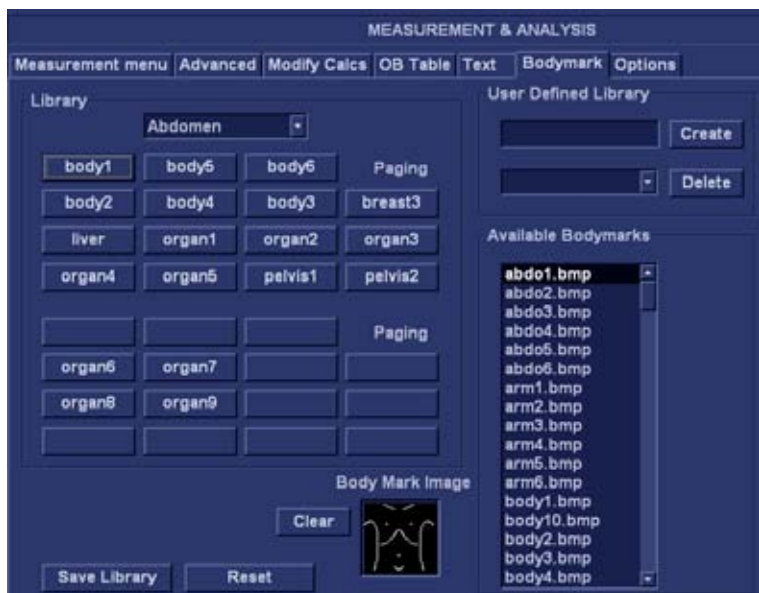 MEASUREMENT & ANALYSIS
Measurement menu Advanced Modify Calcs OB Table Text Bodymark Options
Library
Abdomen
body1 body5 body6 Paging
body2 body4 body3 breast3
liver organ1 organ2 organ3
organ4 organ5 pelvis1 pelvis2
Paging
organ6 organ7
organ8 organ9
Body Mark Image
Clear
Save Library Reset
User Defined Library
Create
Delete
Available Bodymarks
abdo1.bmp
abdo2.bmp
abdo3.bmp
abdo4.bmp
abdo5.bmp
abdo6.bmp
arm1.bmp
arm2.bmp
arm3.bmp
arm4.bmp
arm5.bmp
arm6.bmp
body1.bmp
body10.bmp
body2.bmp
body3.bmp
body4.bmp